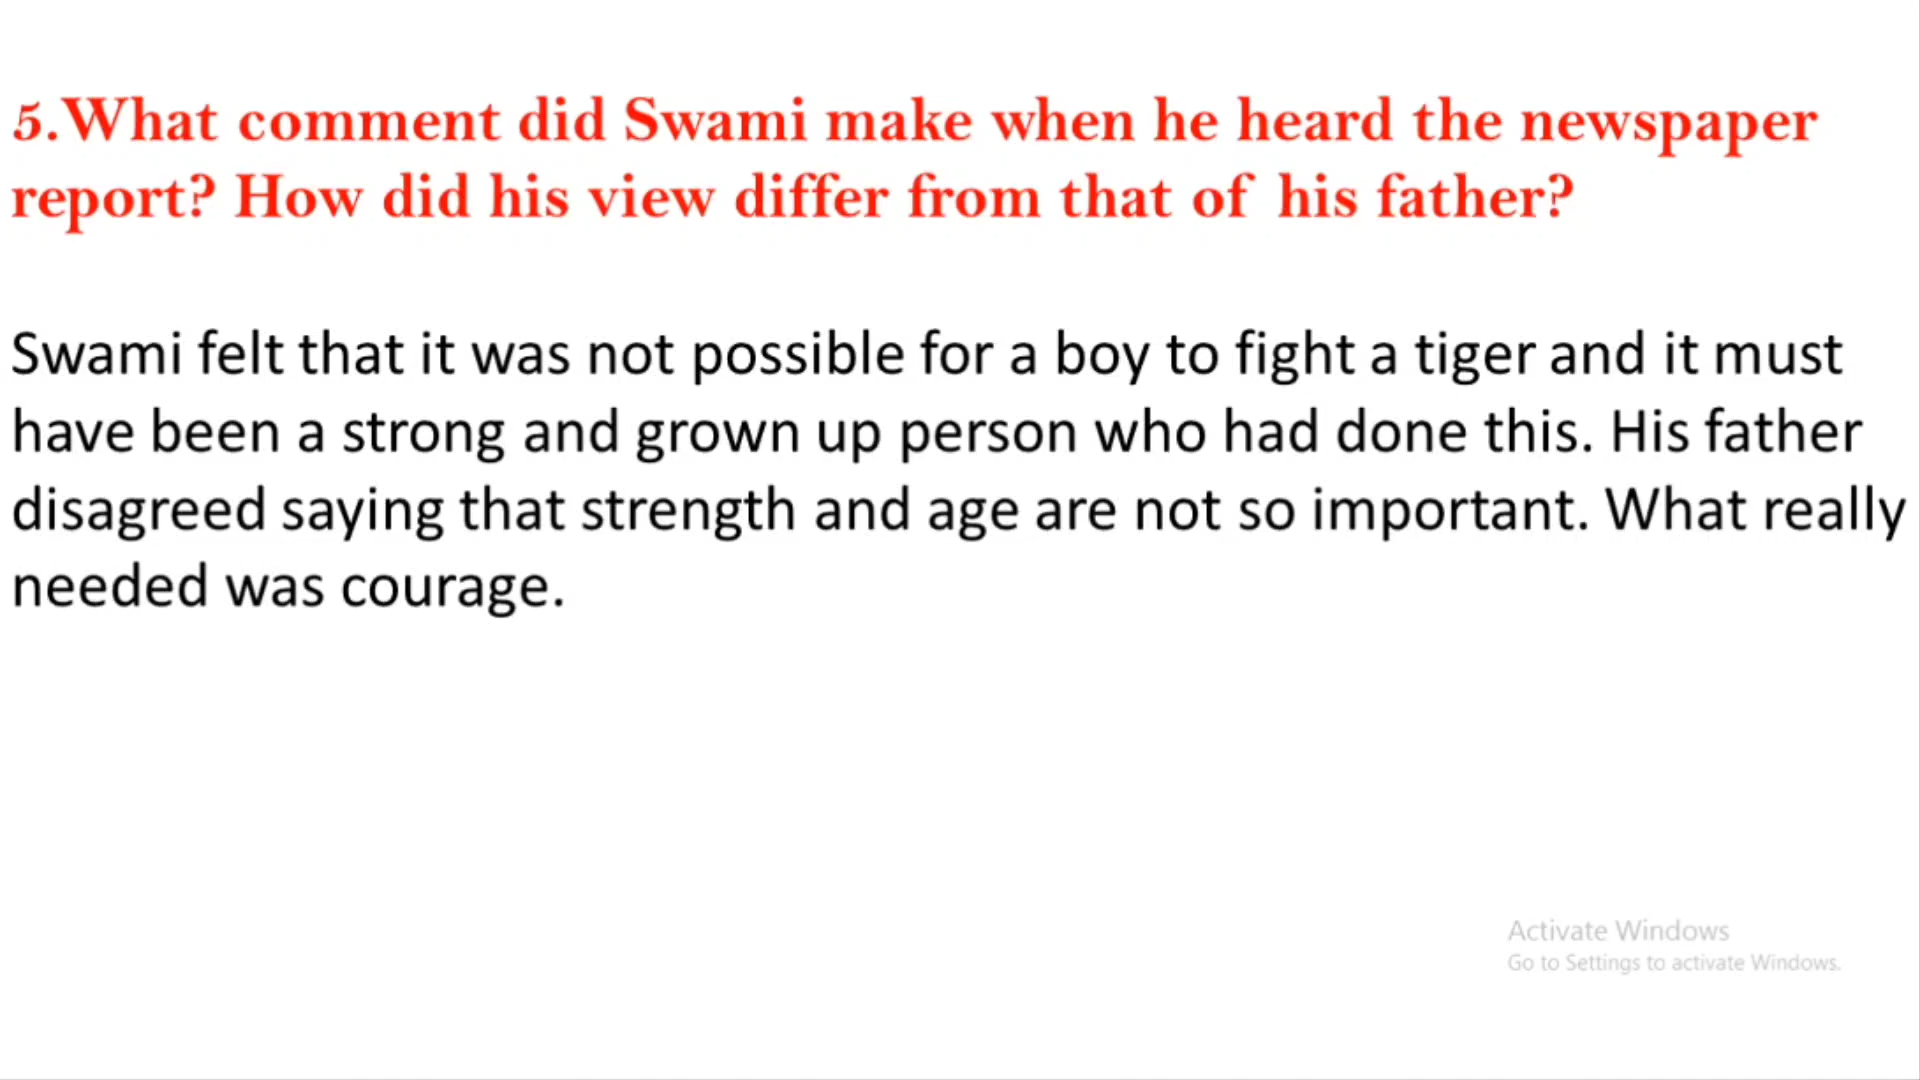 5.What comment did Swami make when he heard the newspaper
report? How did his view differ from that of his father?
Swami felt that it was not possible for a boy to fight a tiger and it must
have been a strong and grown up person who had done this. His father
disagreed saying that strength and age are not so important. What really
needed was courage.
Activate Windows
Go to Settings to activate Windows.